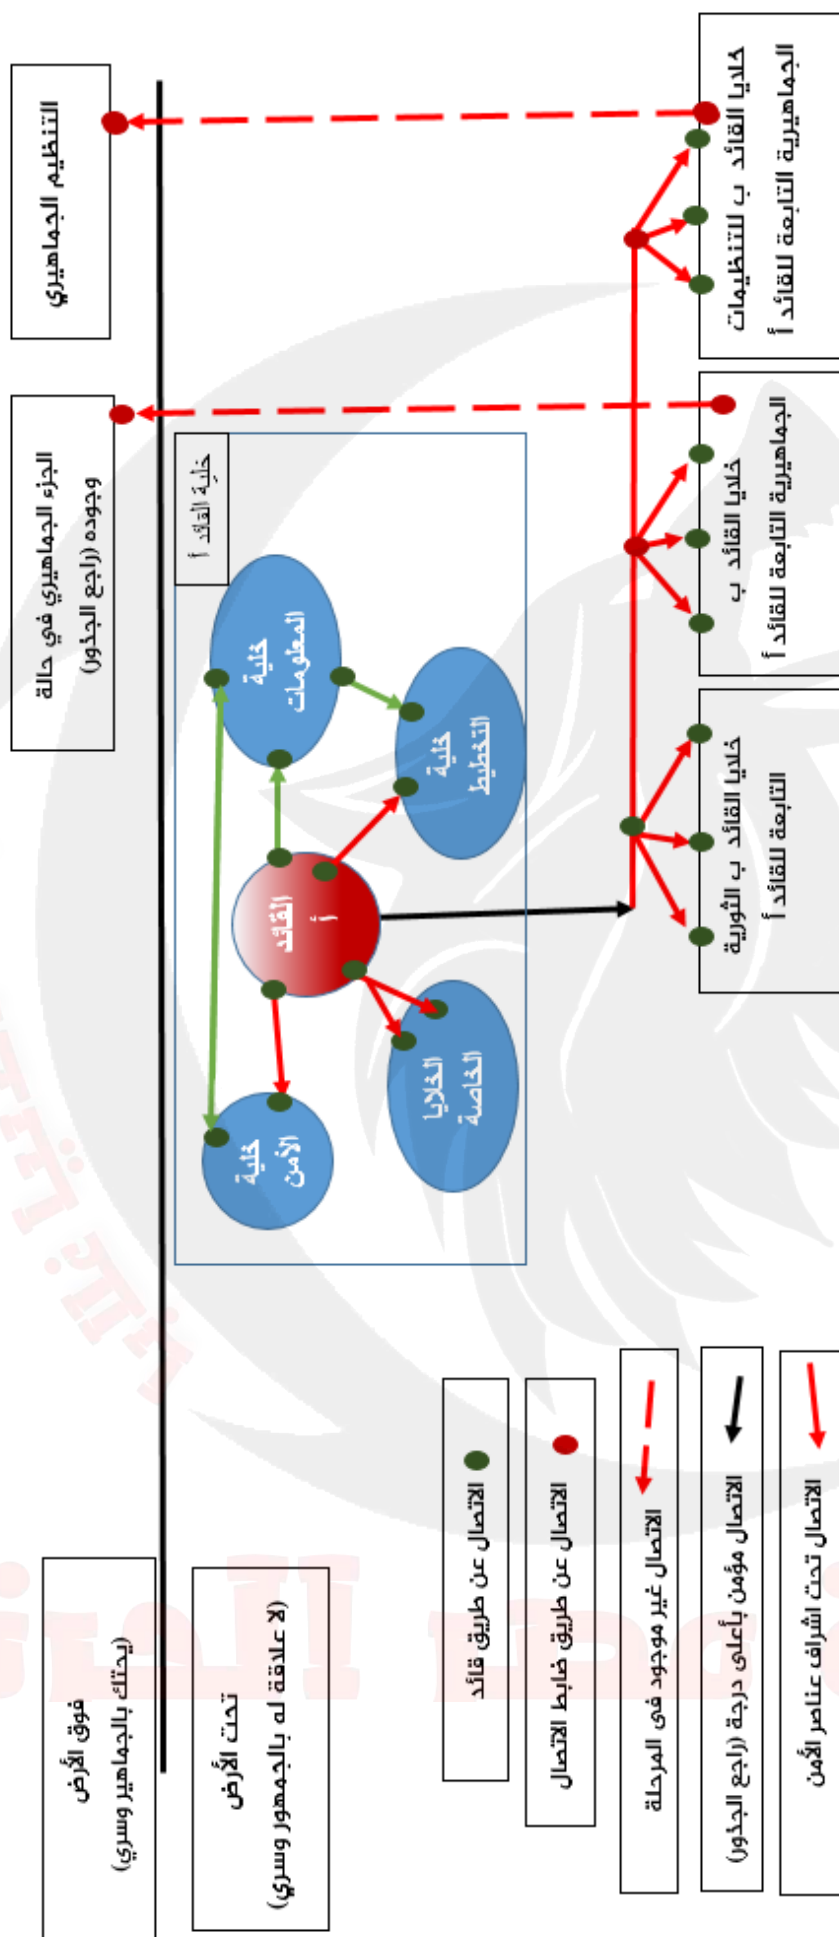 التنظيم الجماهيري
الجزء الجماهيري في حالة
وجوده (راجع الجذور)
فوق الأرض
(يحتك بالجماهير وسري)
تحت الأرض
(لا علاقة له بالجمهور وسري)
خلية القائد أ
خلية
المعلومات
خلية
التخطيط
القائد
أ
خلية
الأمن
الخلايا
الخاصة
خلايا القائد ب للتنظيمات
الجماهيرية التابعة للقائد أ
خلايا القائد ب
الجماهيرية التابعة للقائد أ
خلايا القائد ب الثورية
التابعة للقائد أ
الاتصال عن طريق قائد
الاتصال عن طريق ضابط الاتصال
الاتصال غير موجود في المرحلة
الاتصال مؤمن بأعلى درجة (راجع الجذور)
الاتصال تحت اشراف عناصر الأمن